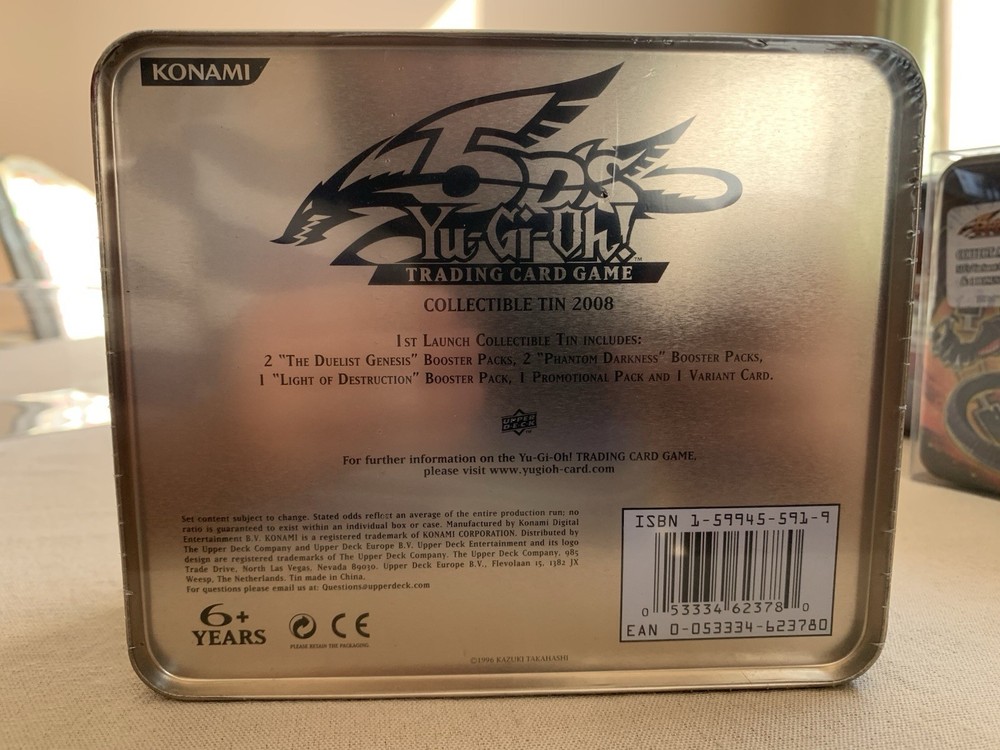 KONAMI
5D's
Yu-Gi-Oh!™
TRADING CARD GAME
COLLECTIBLE TIN 2008
1ST LAUNCH COLLECTIBLE TIN INCLUDES:
2 "THE DUELIST GENESIS" BOOSTER PACKS, 2 "PHANTOM DARKNESS" BOOSTER PACKS,
1 "LIGHT OF DESTRUCTION" BOOSTER PACK, 1 PROMOTIONAL PACK AND 1 VARIANT CARD.
UPPER
DECK
For further information on the Yu-Gi-Oh! TRADING CARD GAME,
please visit www.yugioh-card.com
Set content subject to change. Stated odds reflect an average of the entire production run; no
ratio is guaranteed to exist within an individual box or case. Manufactured by Konami Digital
Entertainment B.V. KONAMI is a registered trademark of KONAMI CORPORATION. Distributed by
The Upper Deck Company and Upper Deck Europe B.V. Upper Deck Entertainment and its logo
design are registered trademarks of The Upper Deck Company. The Upper Deck Company, 985
Trade Drive, North Las Vegas, Nevada 89030. Upper Deck Europe B.V., Flevolaan 15, 1382 JX
Weesp, The Netherlands. Tin made in China.
For questions please email us at: Questions@upperdeck.com
6+
YEARS
CE
PLEASE RETAIN THE PACKAGING.
©1996 KAZUKI TAKAHASHI
ISBN 1-59945-591-9
0 53334 62378 0
EAN 0-053334-623780